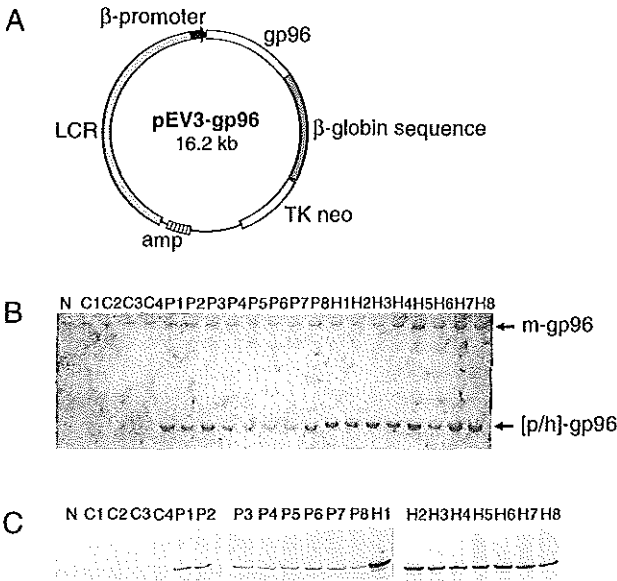 A
β-promoter
gp96
LCR
pEV3-gp96
16.2 kb
β-globin sequence
TK neo
amp
B
N C1 C2 C3 C4 P1 P2 P3 P4 P5 P6 P7 P8 H1 H2 H3 H4 H5 H6 H7 H8
m-gp96
[p/h]-gp96
C
N C1 C2 C3 C4 P1 P2 P3 P4 P5 P6 P7 P8 H1 H2 H3 H4 H5 H6 H7 H8